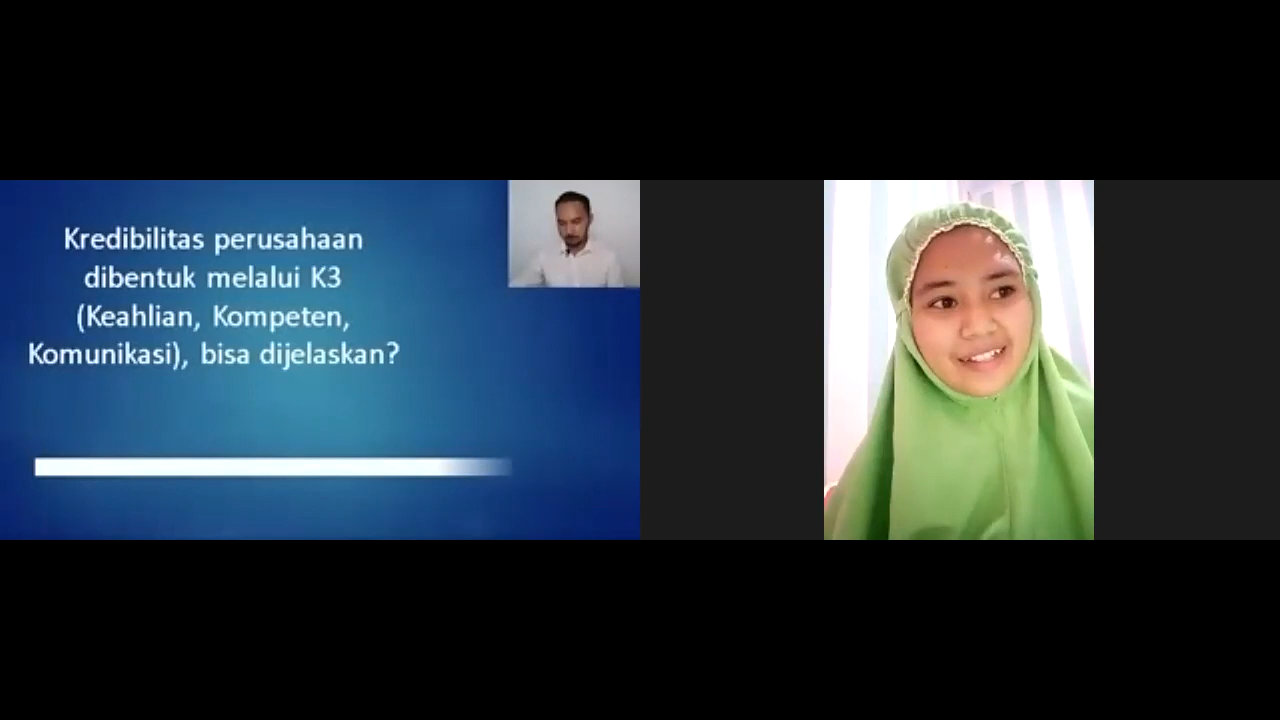 Kredibilitas perusahaan
dibentuk melalui K3
(Keahlian, Kompeten,
Komunikasi), bisa dijelaskan?